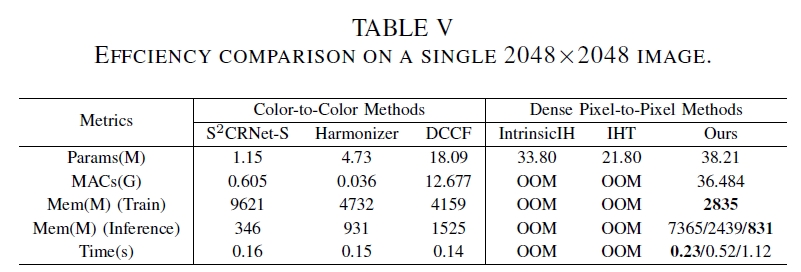 TABLE V
EFFCIENCY COMPARISON ON A SINGLE 2048×2048 IMAGE.
Metrics Color-to-Color Methods Dense Pixel-to-Pixel Methods
S²CRNet-S Harmonizer DCCF IntrinsicIH IHT Ours
Params(M) 1.15 4.73 18.09 33.80 21.80 38.21
MACs(G) 0.605 0.036 12.677 OOM OOM 36.484
Mem(M) (Train) 9621 4732 4159 OOM OOM 2835
Mem(M) (Inference) 346 931 1525 OOM OOM 7365/2439/831
Time(s) 0.16 0.15 0.14 OOM OOM 0.23/0.52/1.12